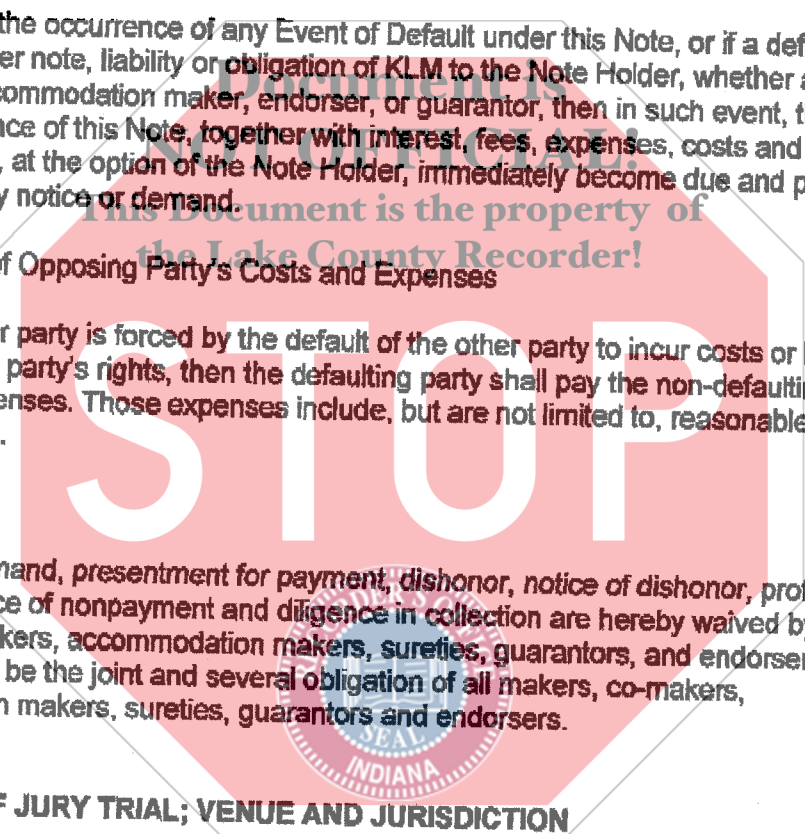 the occurrence of any Event of Default under this Note, or if a def
er note, liability or obligation of KLM to the Note Holder, whether a
Document is
commodation maker, endorser, or guarantor, then in such event, t
nce of this Note, together with interest, fees, expenses, costs and
NOT OFFICIAL!
, at the option of the Note Holder, immediately become due and p
y notice or demand.
This Document is the property of
the Lake County Recorder!
of Opposing Party's Costs and Expenses
STOP
r party is forced by the default of the other party to incur costs or
party's rights, then the defaulting party shall pay the non-defaultin
enses. Those expenses include, but are not limited to, reasonable
.
mand, presentment for payment, dishonor, notice of dishonor, prot
ce of nonpayment and diligence in collection are hereby waived by
kers, accommodation makers, sureties, guarantors, and endorser
be the joint and several obligation of all makers, co-makers,
n makers, sureties, guarantors and endorsers.
SEAL
INDIANA
F JURY TRIAL; VENUE AND JURISDICTION